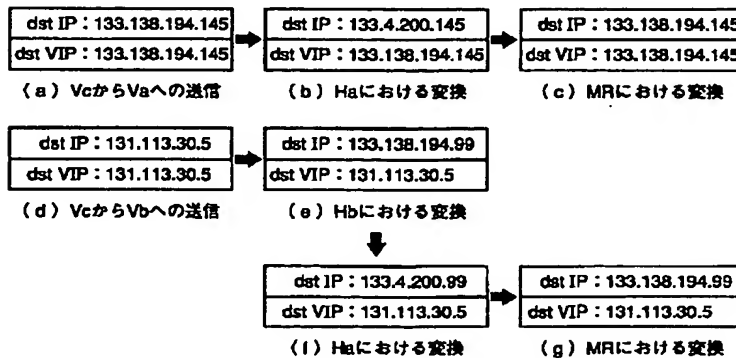 dst IP：133.138.194.145
dst VIP：133.138.194.145
（a）VcからVaへの送信
dst IP：133.4.200.145
dst VIP：133.138.194.145
（b）Haにおける変換
dst IP：133.138.194.145
dst VIP：133.138.194.145
（c）MRにおける変換
dst IP：131.113.30.5
dst VIP：131.113.30.5
（d）VcからVbへの送信
dst IP：133.138.194.99
dst VIP：131.113.30.5
（e）Hbにおける変換
dst IP：133.4.200.99
dst VIP：131.113.30.5
（f）Haにおける変換
dst IP：133.138.194.99
dst VIP：131.113.30.5
（g）MRにおける変換